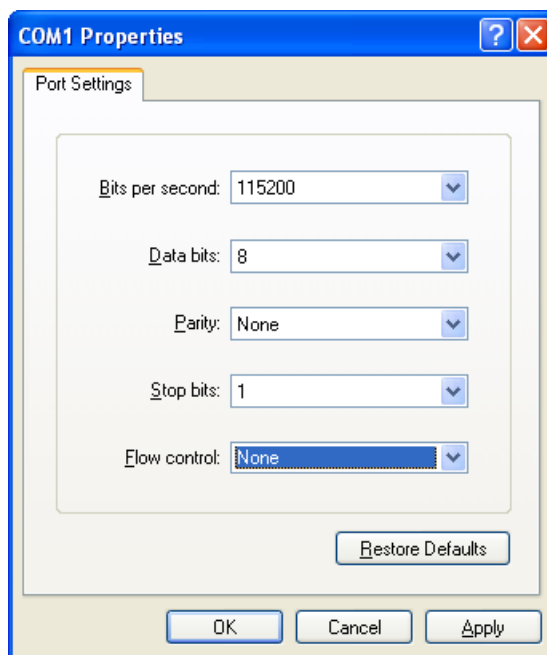 COM1 Properties
Port Settings
Bits per second: 115200
Data bits: 8
Parity: None
Stop bits: 1
Flow control: None
Restore Defaults
OK Cancel Apply